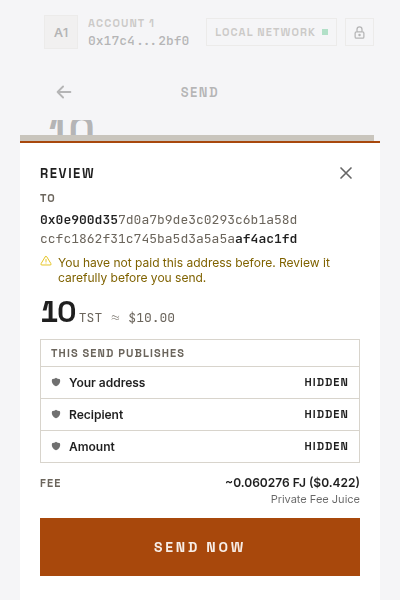 A1
ACCOUNT 1
0x17c4...2bf0
LOCAL NETWORK
SEND
10
REVIEW
TO
0x0e900d357d0a7b9de3c0293c6b1a58d
ccfc1862f31c745ba5d3a5a5aaf4ac1fd
You have not paid this address before. Review it
carefully before you send.
10 TST ≈ $10.00
THIS SEND PUBLISHES
Your address HIDDEN
Recipient HIDDEN
Amount HIDDEN
FEE ~0.060276 FJ ($0.422)
Private Fee Juice
SEND NOW